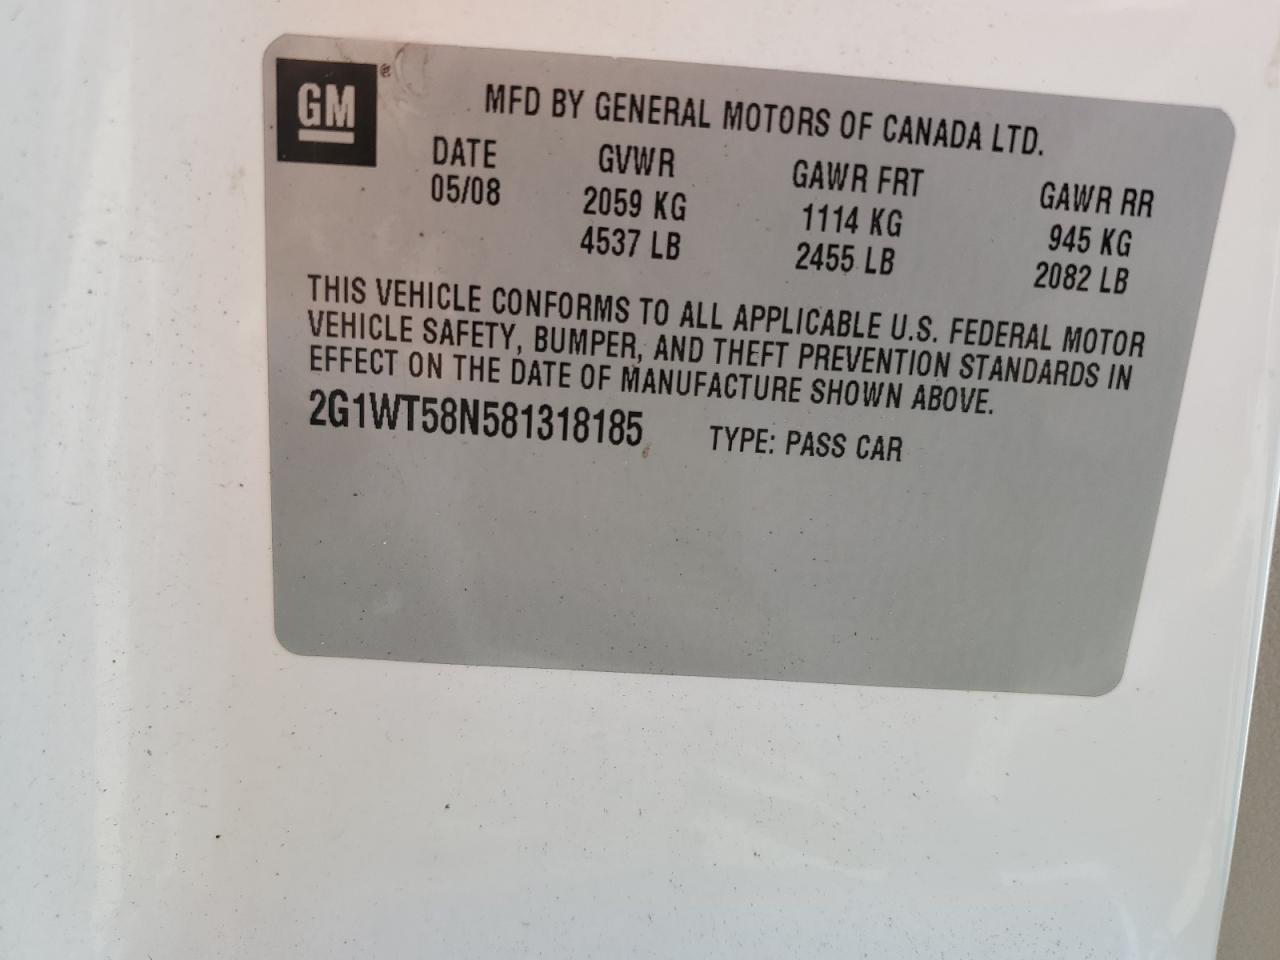 GM®
MFD BY GENERAL MOTORS OF CANADA LTD.
DATE GVWR GAWR FRT GAWR RR
05/08 2059 KG 1114 KG 945 KG
4537 LB 2455 LB 2082 LB
THIS VEHICLE CONFORMS TO ALL APPLICABLE U.S. FEDERAL MOTOR
VEHICLE SAFETY, BUMPER, AND THEFT PREVENTION STANDARDS IN
EFFECT ON THE DATE OF MANUFACTURE SHOWN ABOVE.
2G1WT58N581318185 TYPE: PASS CAR